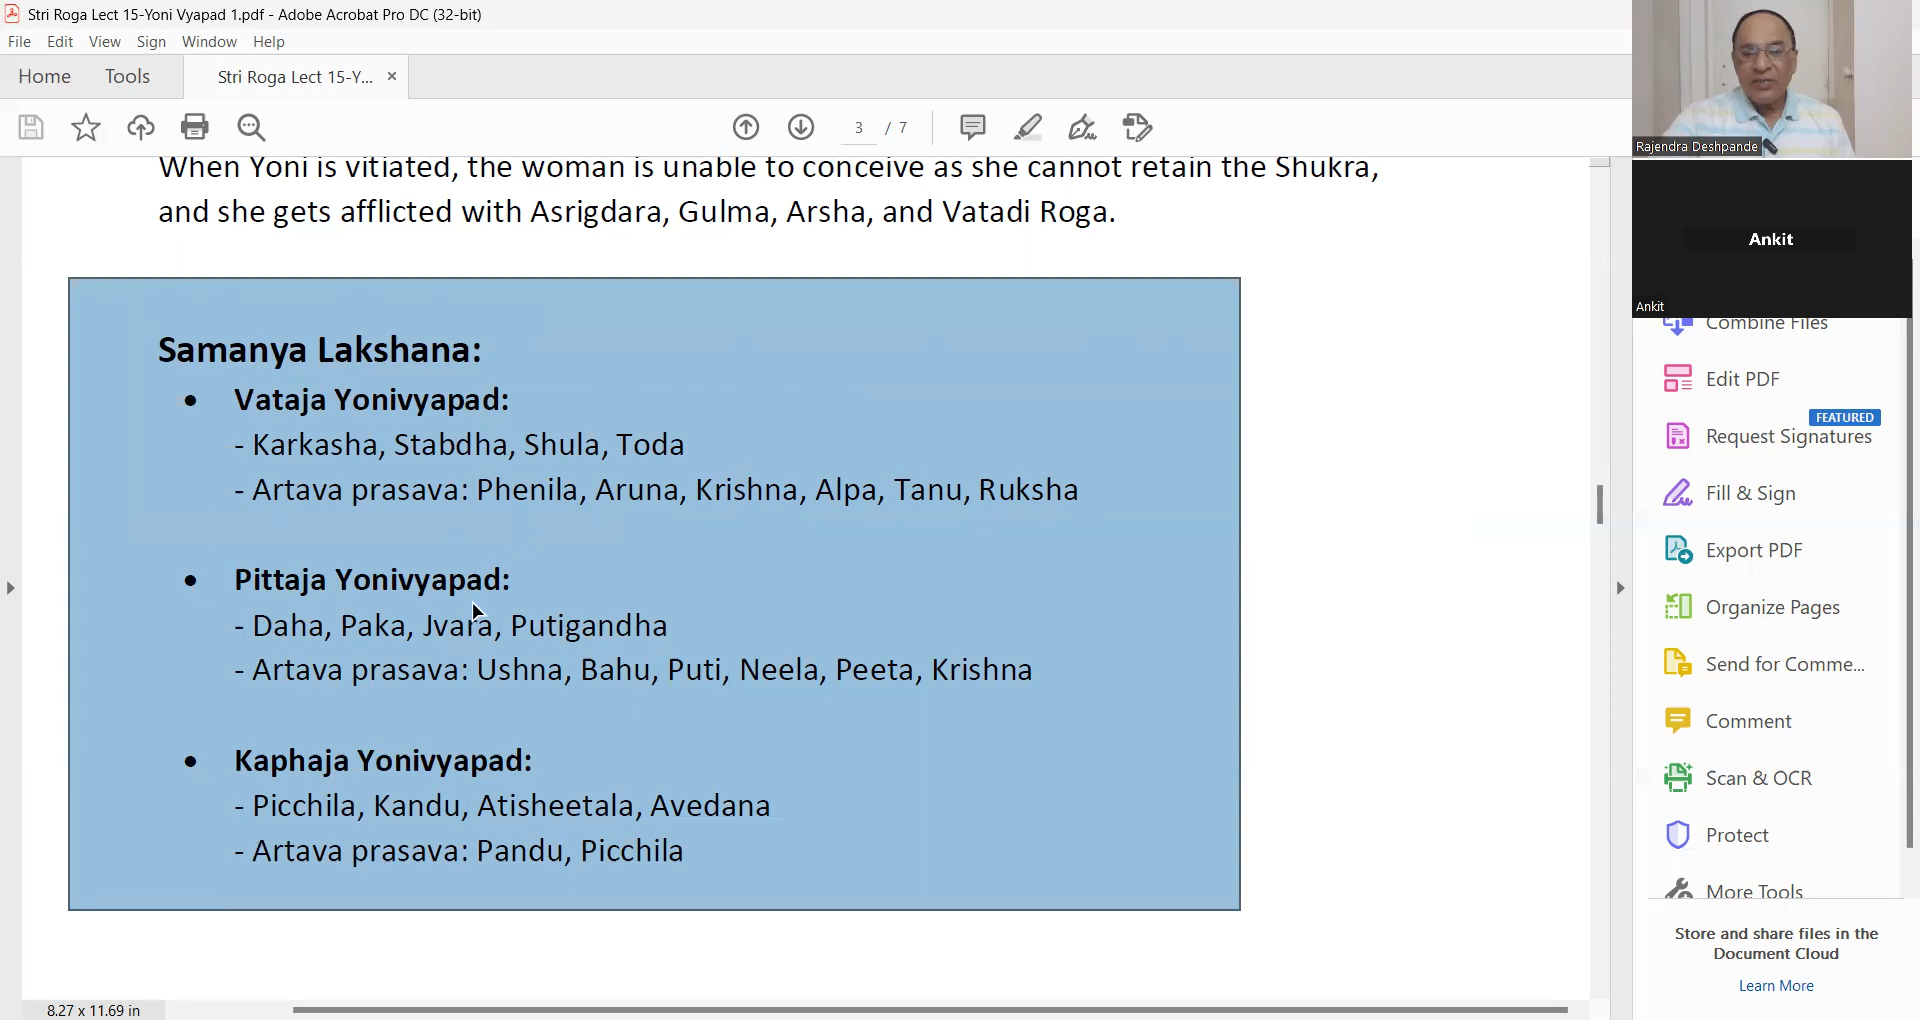 Stri Roga Lect 15-Yoni Vyapad 1.pdf - Adobe Acrobat Pro DC (32-bit)
File Edit View Sign Window Help
Home Tools Stri Roga Lect 15-Y... ×
3 / 7
When Yoni is vitiated, the woman is unable to conceive as she cannot retain the Shukra,
and she gets afflicted with Asrigdara, Gulma, Arsha, and Vatadi Roga.
Samanya Lakshana:
• Vataja Yonivyapad:
- Karkasha, Stabdha, Shula, Toda
- Artava prasava: Phenila, Aruna, Krishna, Alpa, Tanu, Ruksha
• Pittaja Yonivyapad:
- Daha, Paka, Jvara, Putigandha
- Artava prasava: Ushna, Bahu, Puti, Neela, Peeta, Krishna
• Kaphaja Yonivyapad:
- Picchila, Kandu, Atisheetala, Avedana
- Artava prasava: Pandu, Picchila
8.27 x 11.69 in
Rajendra Deshpande
Ankit
Ankit
Combine Files
Edit PDF
FEATURED
Request Signatures
Fill & Sign
Export PDF
Organize Pages
Send for Comme...
Comment
Scan & OCR
Protect
More Tools
Store and share files in the
Document Cloud
Learn More